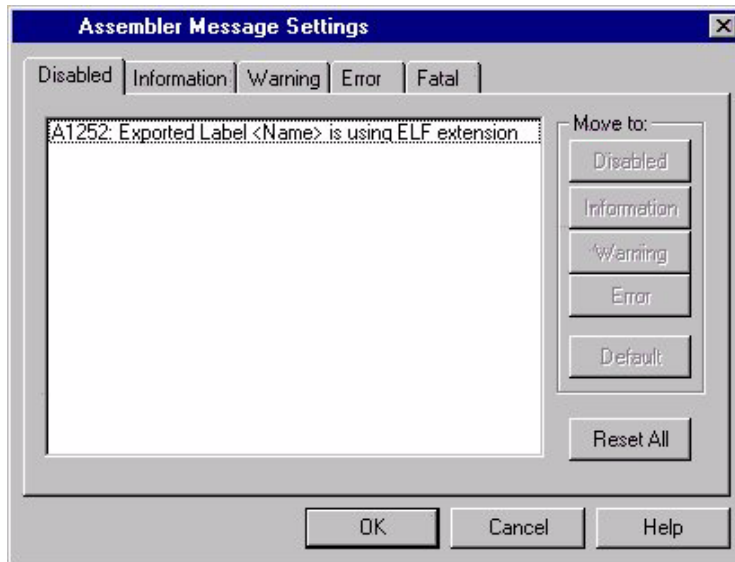 Assembler Message Settings
Disabled Information Warning Error Fatal
A1252: Exported Label <Name> is using ELF extension
Move to:
Disabled
Information
Warning
Error
Default
Reset All
OK Cancel Help